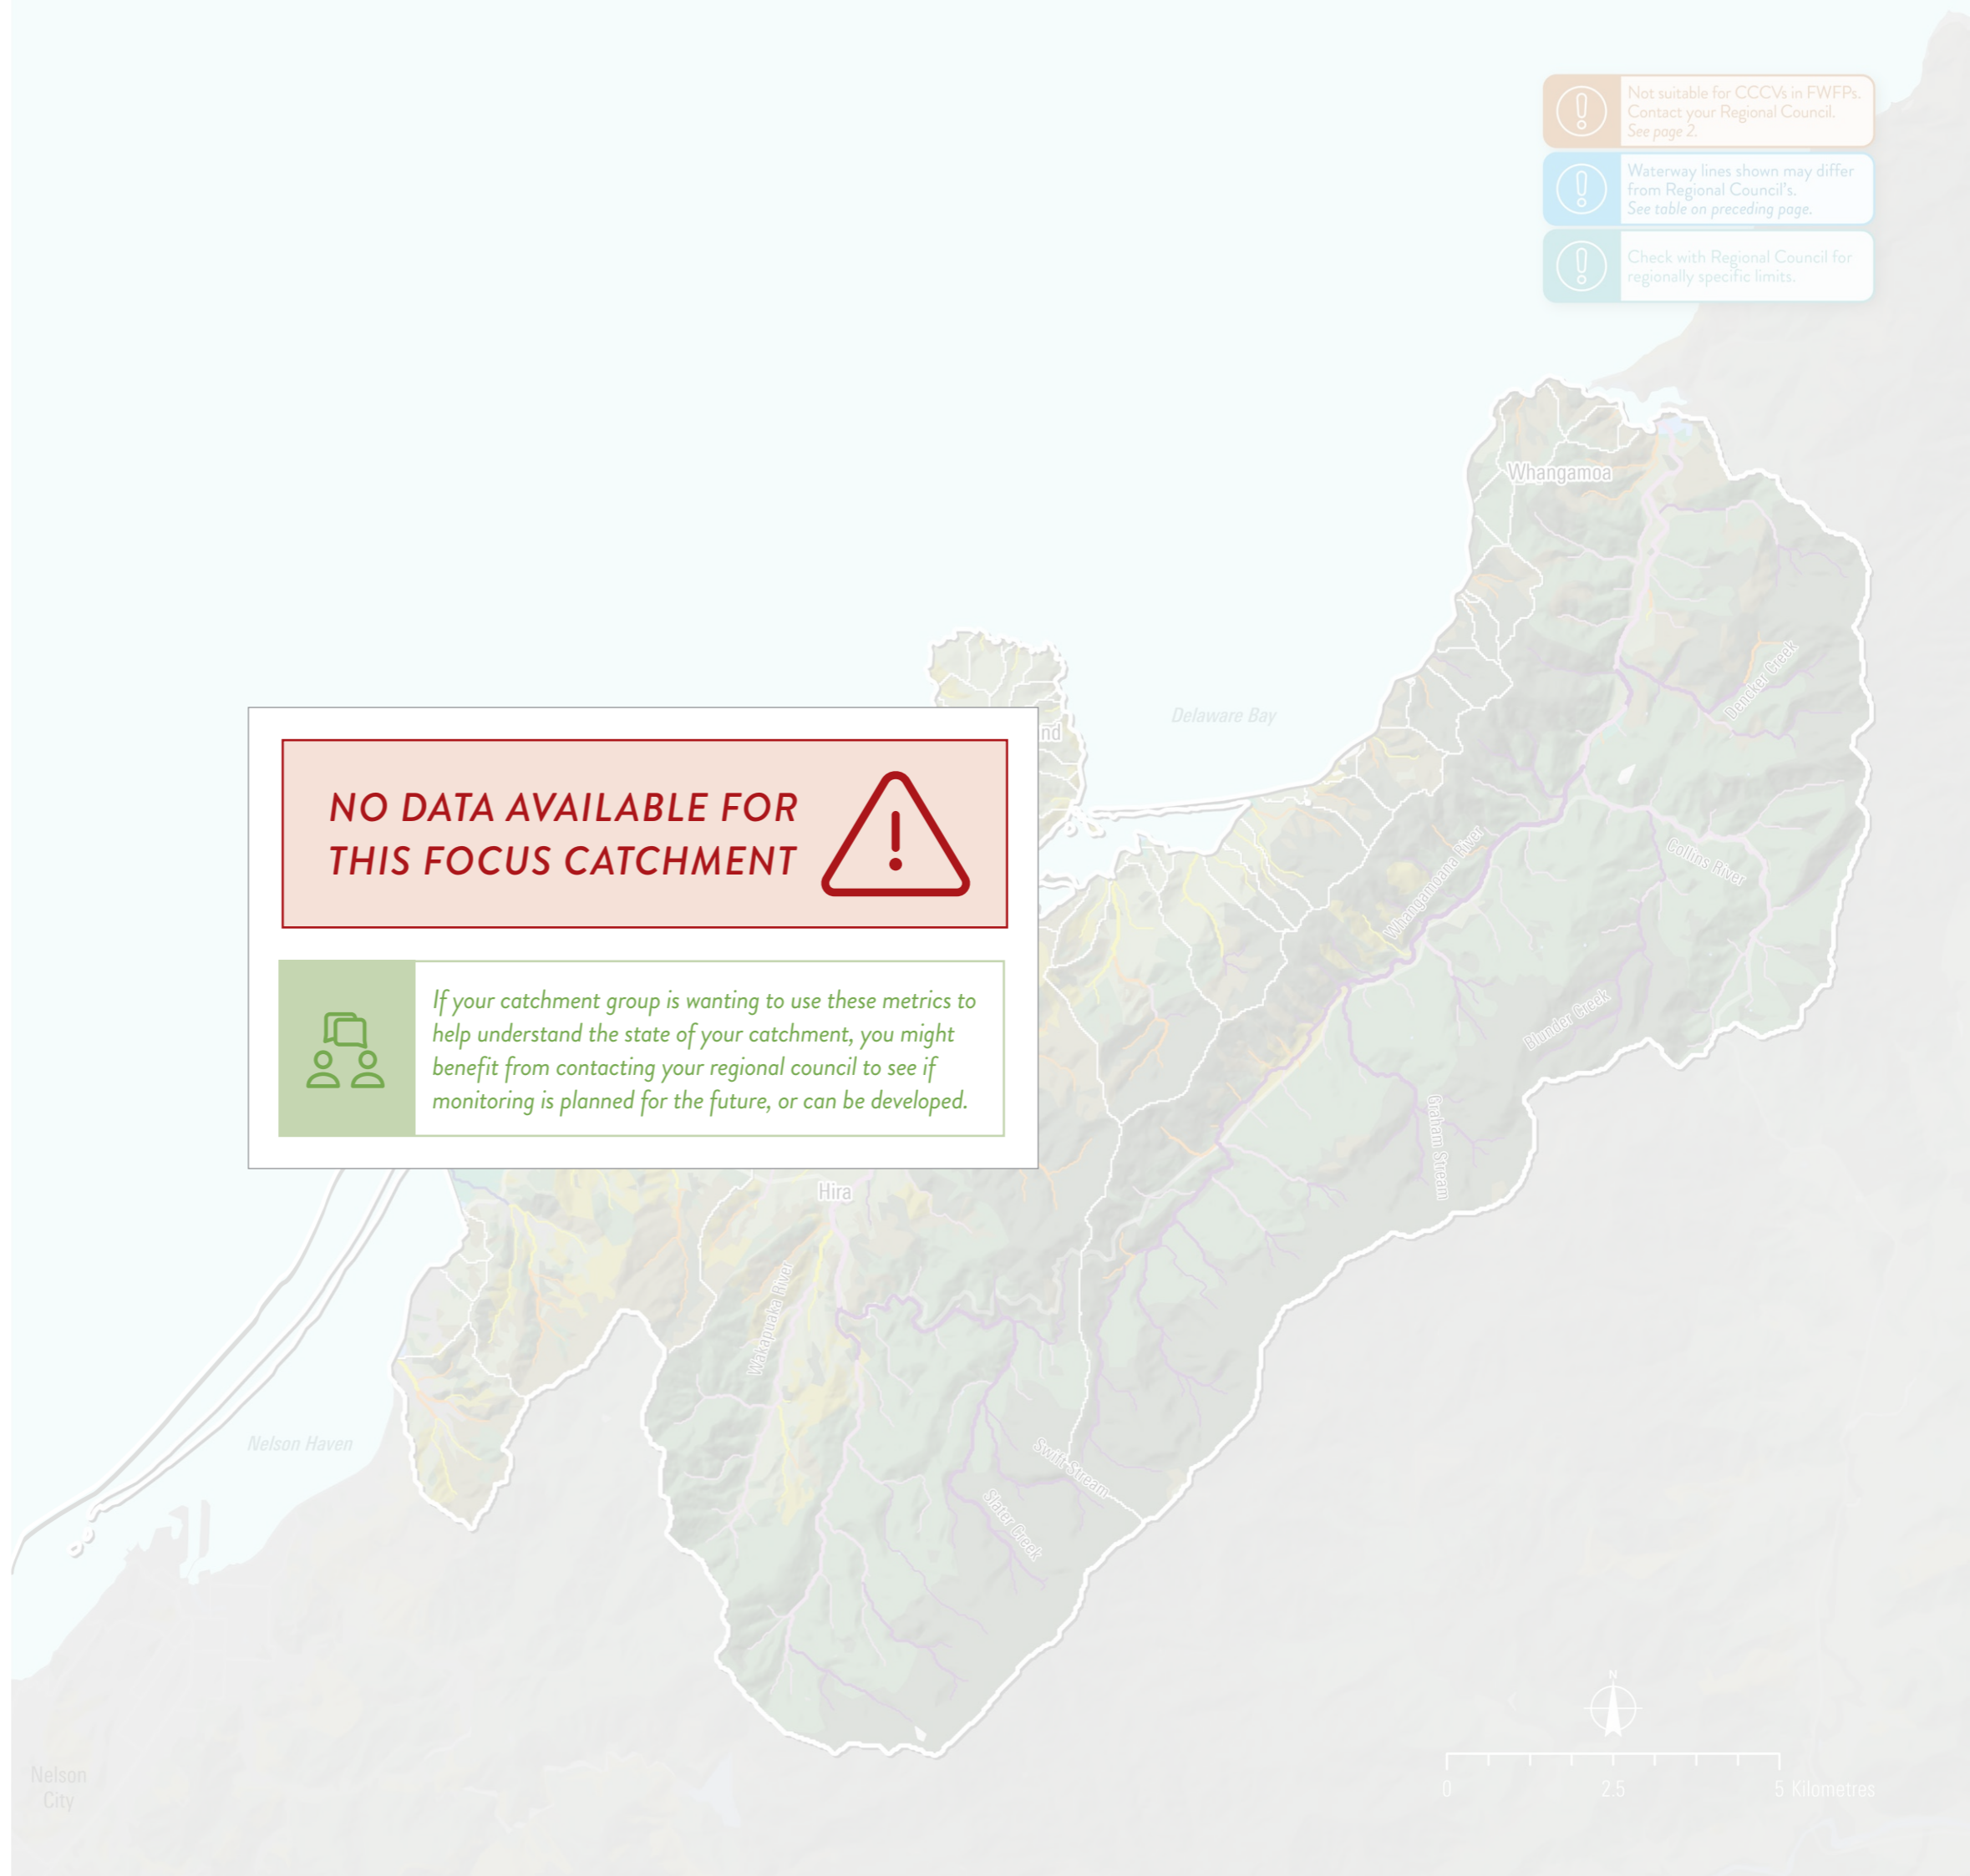 Not suitable for CCCVs in FWFPs.
Contact your Regional Council.
See page 2.
Waterway lines shown may differ
from Regional Council's.
See table on preceding page.
Check with Regional Council for
regionally specific limits.
Whangamoa
Dencker Creek
Delaware Bay
nd
NO DATA AVAILABLE FOR
THIS FOCUS CATCHMENT
Whangamoana River
Collins River
If your catchment group is wanting to use these metrics to
help understand the state of your catchment, you might
benefit from contacting your regional council to see if
monitoring is planned for the future, or can be developed.
Blunder Creek
Graham Stream
Hira
Wakapuaka River
Nelson Haven
Swift Stream
Slater Creek
N
Nelson
City
0 2.5 5 Kilometres